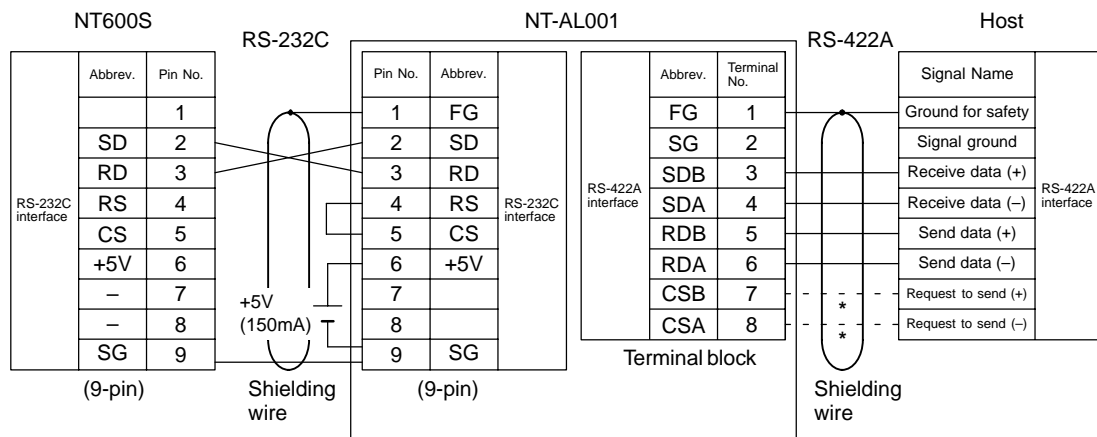 NT600S NT-AL001 Host
RS-232C RS-422A
Abbrev. Pin No.
1
SD 2
RD 3
RS 4
CS 5
+5V 6
– 7
– 8
SG 9
RS-232C
interface
(9-pin)
+5V
(150mA)
Shielding
wire
Pin No. Abbrev.
1 FG
2 SD
3 RD
4 RS
5 CS
6 +5V
7
8
9 SG
RS-232C
interface
(9-pin)
RS-422A
interface
Abbrev. Terminal
No.
FG 1
SG 2
SDB 3
SDA 4
RDB 5
RDA 6
CSB 7
CSA 8
Terminal block
*
*
Shielding
wire
Signal Name
Ground for safety
Signal ground
Receive data (+)
Receive data (–)
Send data (+)
Send data (–)
Request to send (+)
Request to send (–)
RS-422A
interface